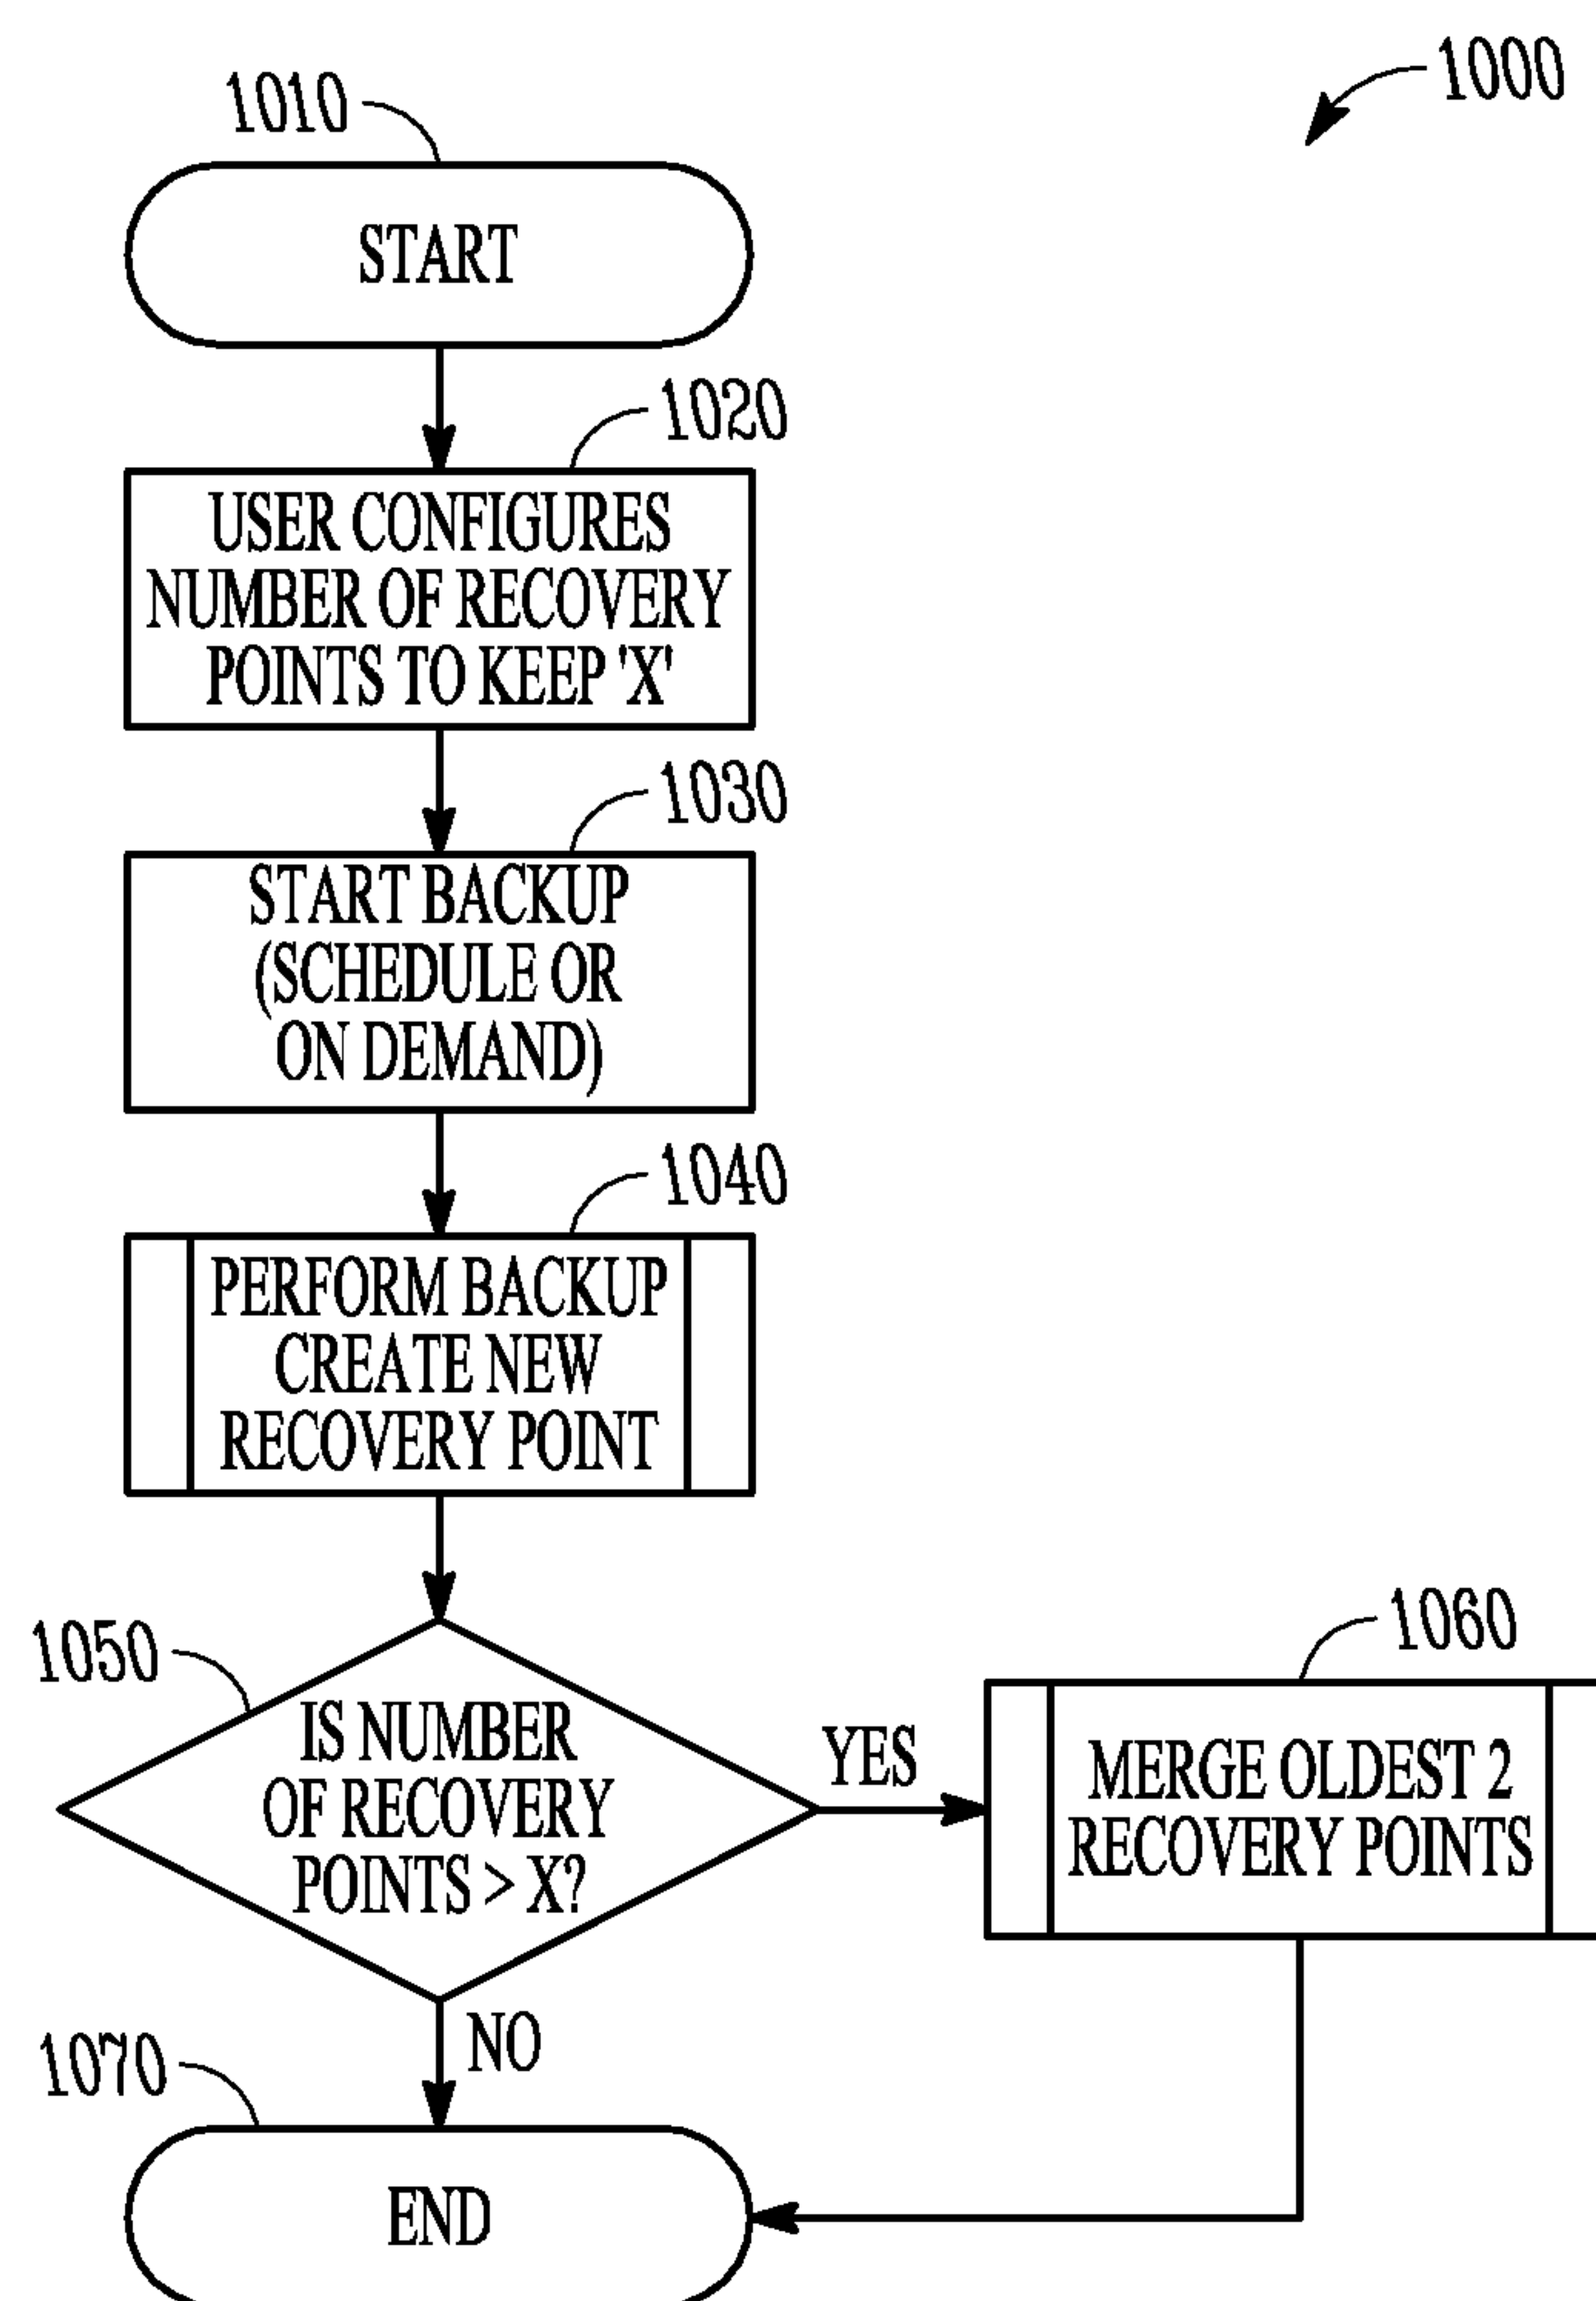 1000
1010
START
1020
USER CONFIGURES
NUMBER OF RECOVERY
POINTS TO KEEP 'X'
1030
START BACKUP
(SCHEDULE OR
ON DEMAND)
1040
PERFORM BACKUP
CREATE NEW
RECOVERY POINT
1050
IS NUMBER
OF RECOVERY
POINTS > X?
YES
1060
MERGE OLDEST 2
RECOVERY POINTS
NO
1070
END